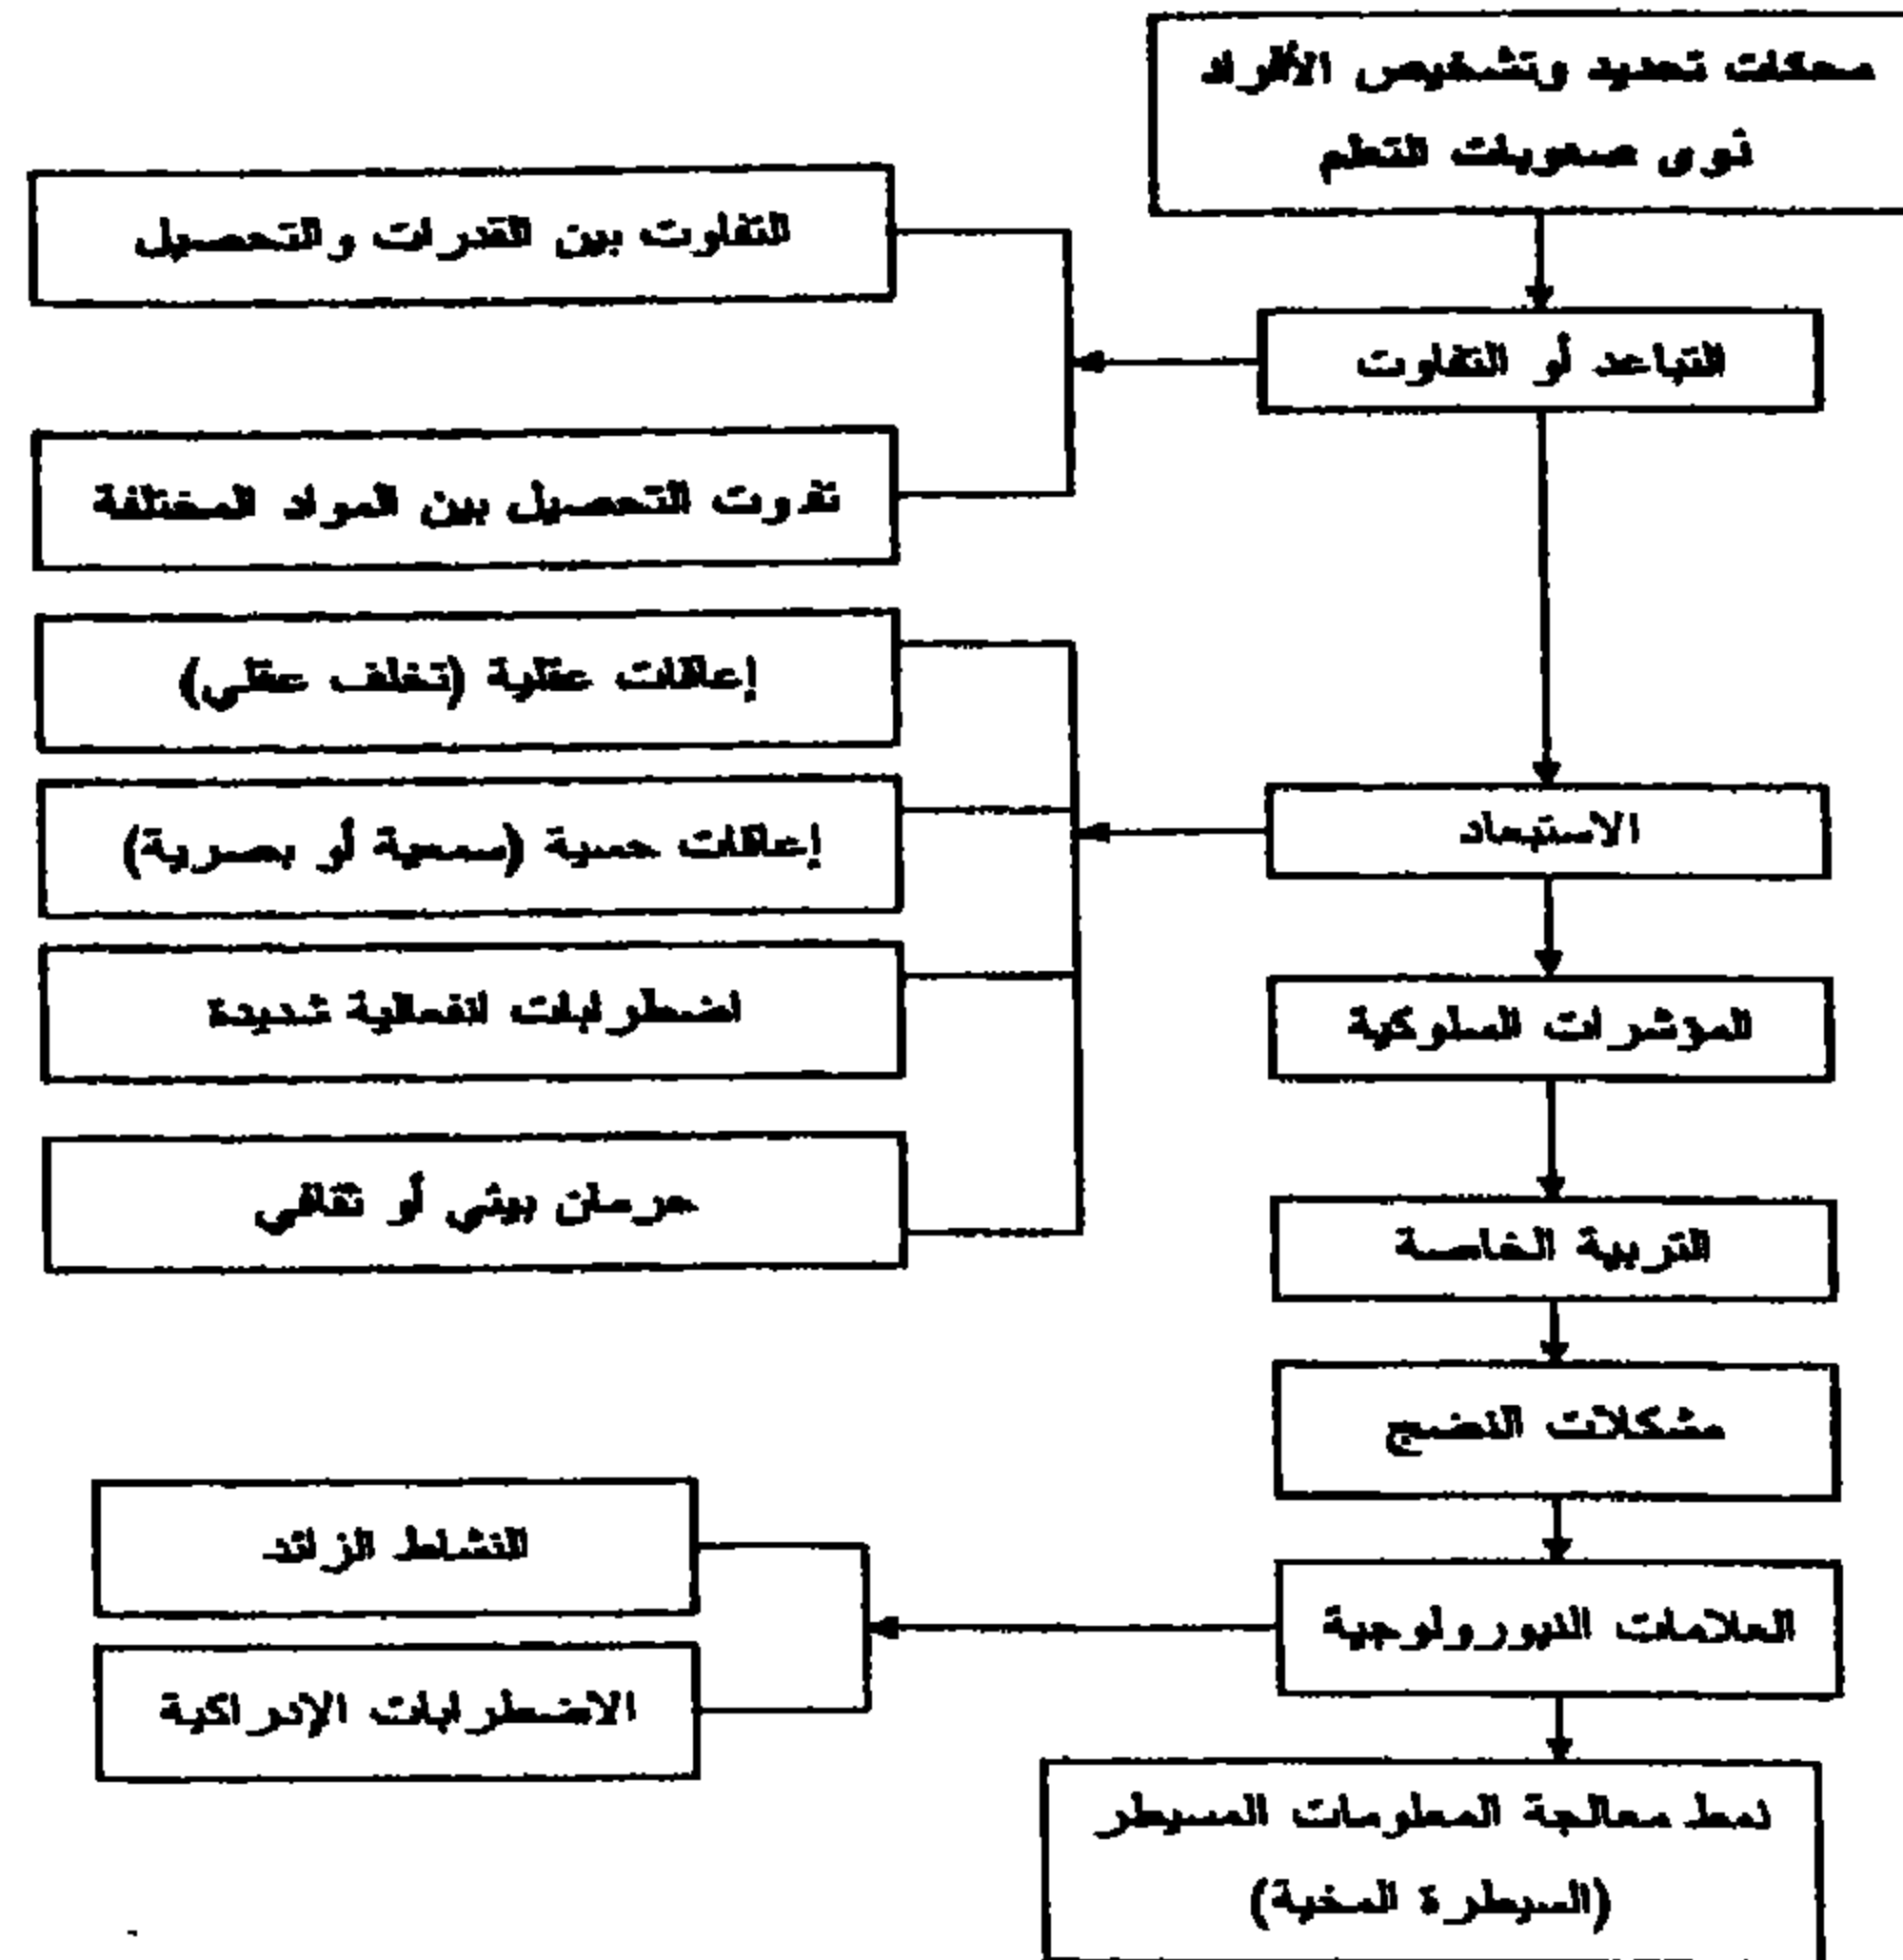 محكات تحديد وتشخيص الأفراد
ذوى صعوبات التعلم
التباعد أو التفاوت
التفاوت بين القدرات والتحصيل
تفاوت التحصيل بين المواد المختلفة
الاستبعاد
إعاقات عقلية (تخلف عقلي)
إعاقات حسية (سمعية أو بصرية)
اضطرابات انفعالية شديدة
حرمان بيئي أو ثقافي
المؤشرات السلوكية
التربية الخاصة
مشكلات النضج
العلامات النيورولوجية
النشاط الزائد
الاضطرابات الإدراكية
نمط معالجة المعلومات المسيطر
(السيطرة المخية)